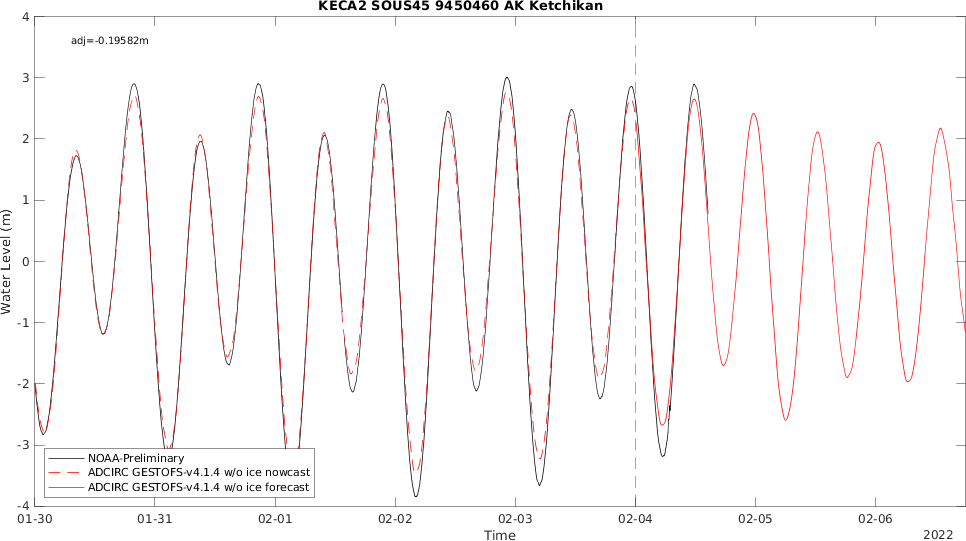 KECA2 SOUS45 9450460 AK Ketchikan
adj=-0.19582m
4
3
2
1
0
-1
-2
-3
-4
Water Level (m)
NOAA-Preliminary
ADCIRC GESTOFS-v4.1.4 w/o ice nowcast
ADCIRC GESTOFS-v4.1.4 w/o ice forecast
01-30 01-31 02-01 02-02 02-03 02-04 02-05 02-06
Time
2022